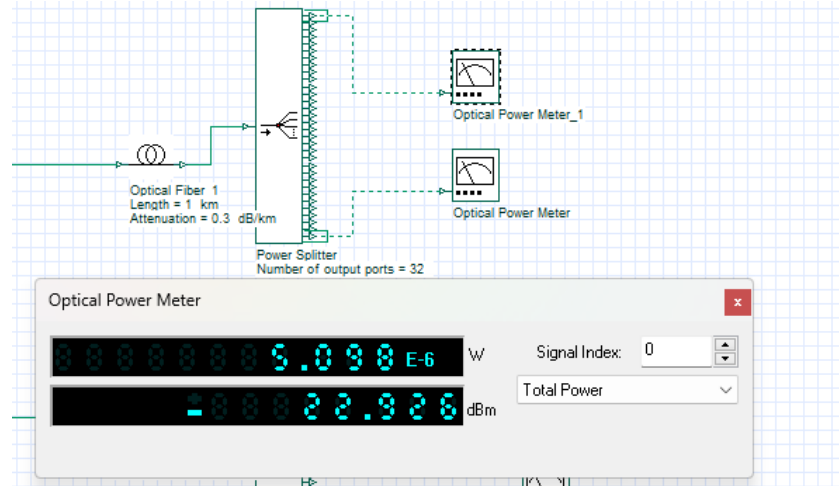 Optical Power Meter_1
Optical Fiber 1
Length = 1 km
Attenuation = 0.3 dB/km
Optical Power Meter
Power Splitter
Number of output ports = 32
Optical Power Meter
x
5.098 E-6 W
Signal Index: 0
-22.926 dBm
Total Power